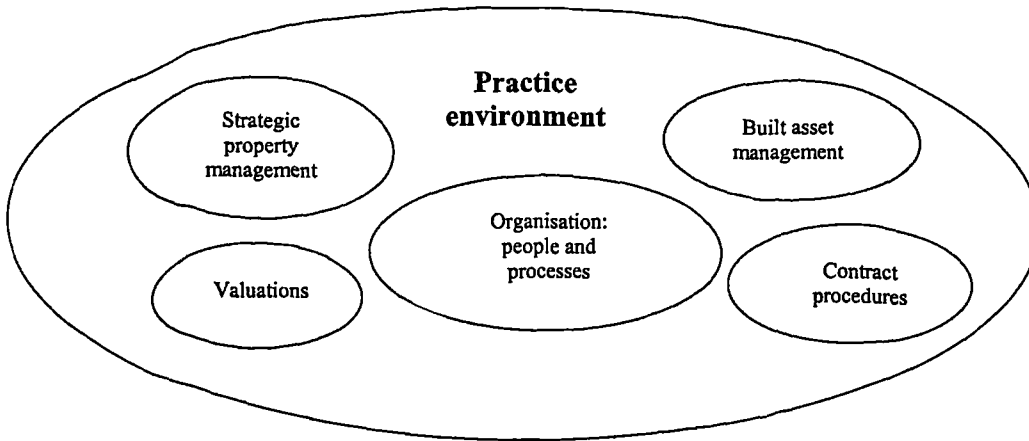 Practice
environment
Strategic
property
management
Built asset
management
Organisation:
people and
processes
Valuations
Contract
procedures